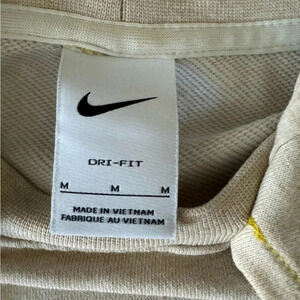 DRI-FIT
M M M
MADE IN VIETNAM
FABRIQUE AU VIETNAM